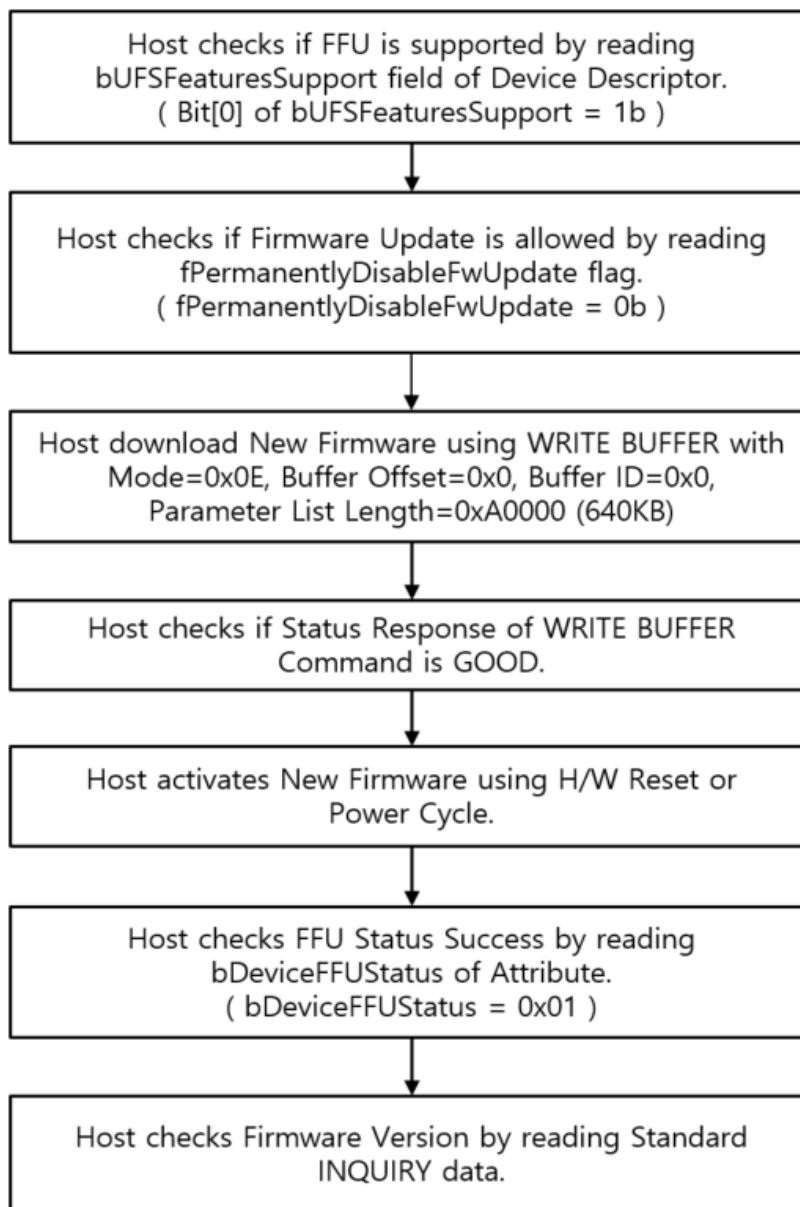 Host checks if FFU is supported by reading
bUFSFeaturesSupport field of Device Descriptor.
( Bit[0] of bUFSFeaturesSupport = 1b )
Host checks if Firmware Update is allowed by reading
fPermanentlyDisableFwUpdate flag.
( fPermanentlyDisableFwUpdate = 0b )
Host download New Firmware using WRITE BUFFER with
Mode=0x0E, Buffer Offset=0x0, Buffer ID=0x0,
Parameter List Length=0xA0000 (640KB)
Host checks if Status Response of WRITE BUFFER
Command is GOOD.
Host activates New Firmware using H/W Reset or
Power Cycle.
Host checks FFU Status Success by reading
bDeviceFFUStatus of Attribute.
( bDeviceFFUStatus = 0x01 )
Host checks Firmware Version by reading Standard
INQUIRY data.